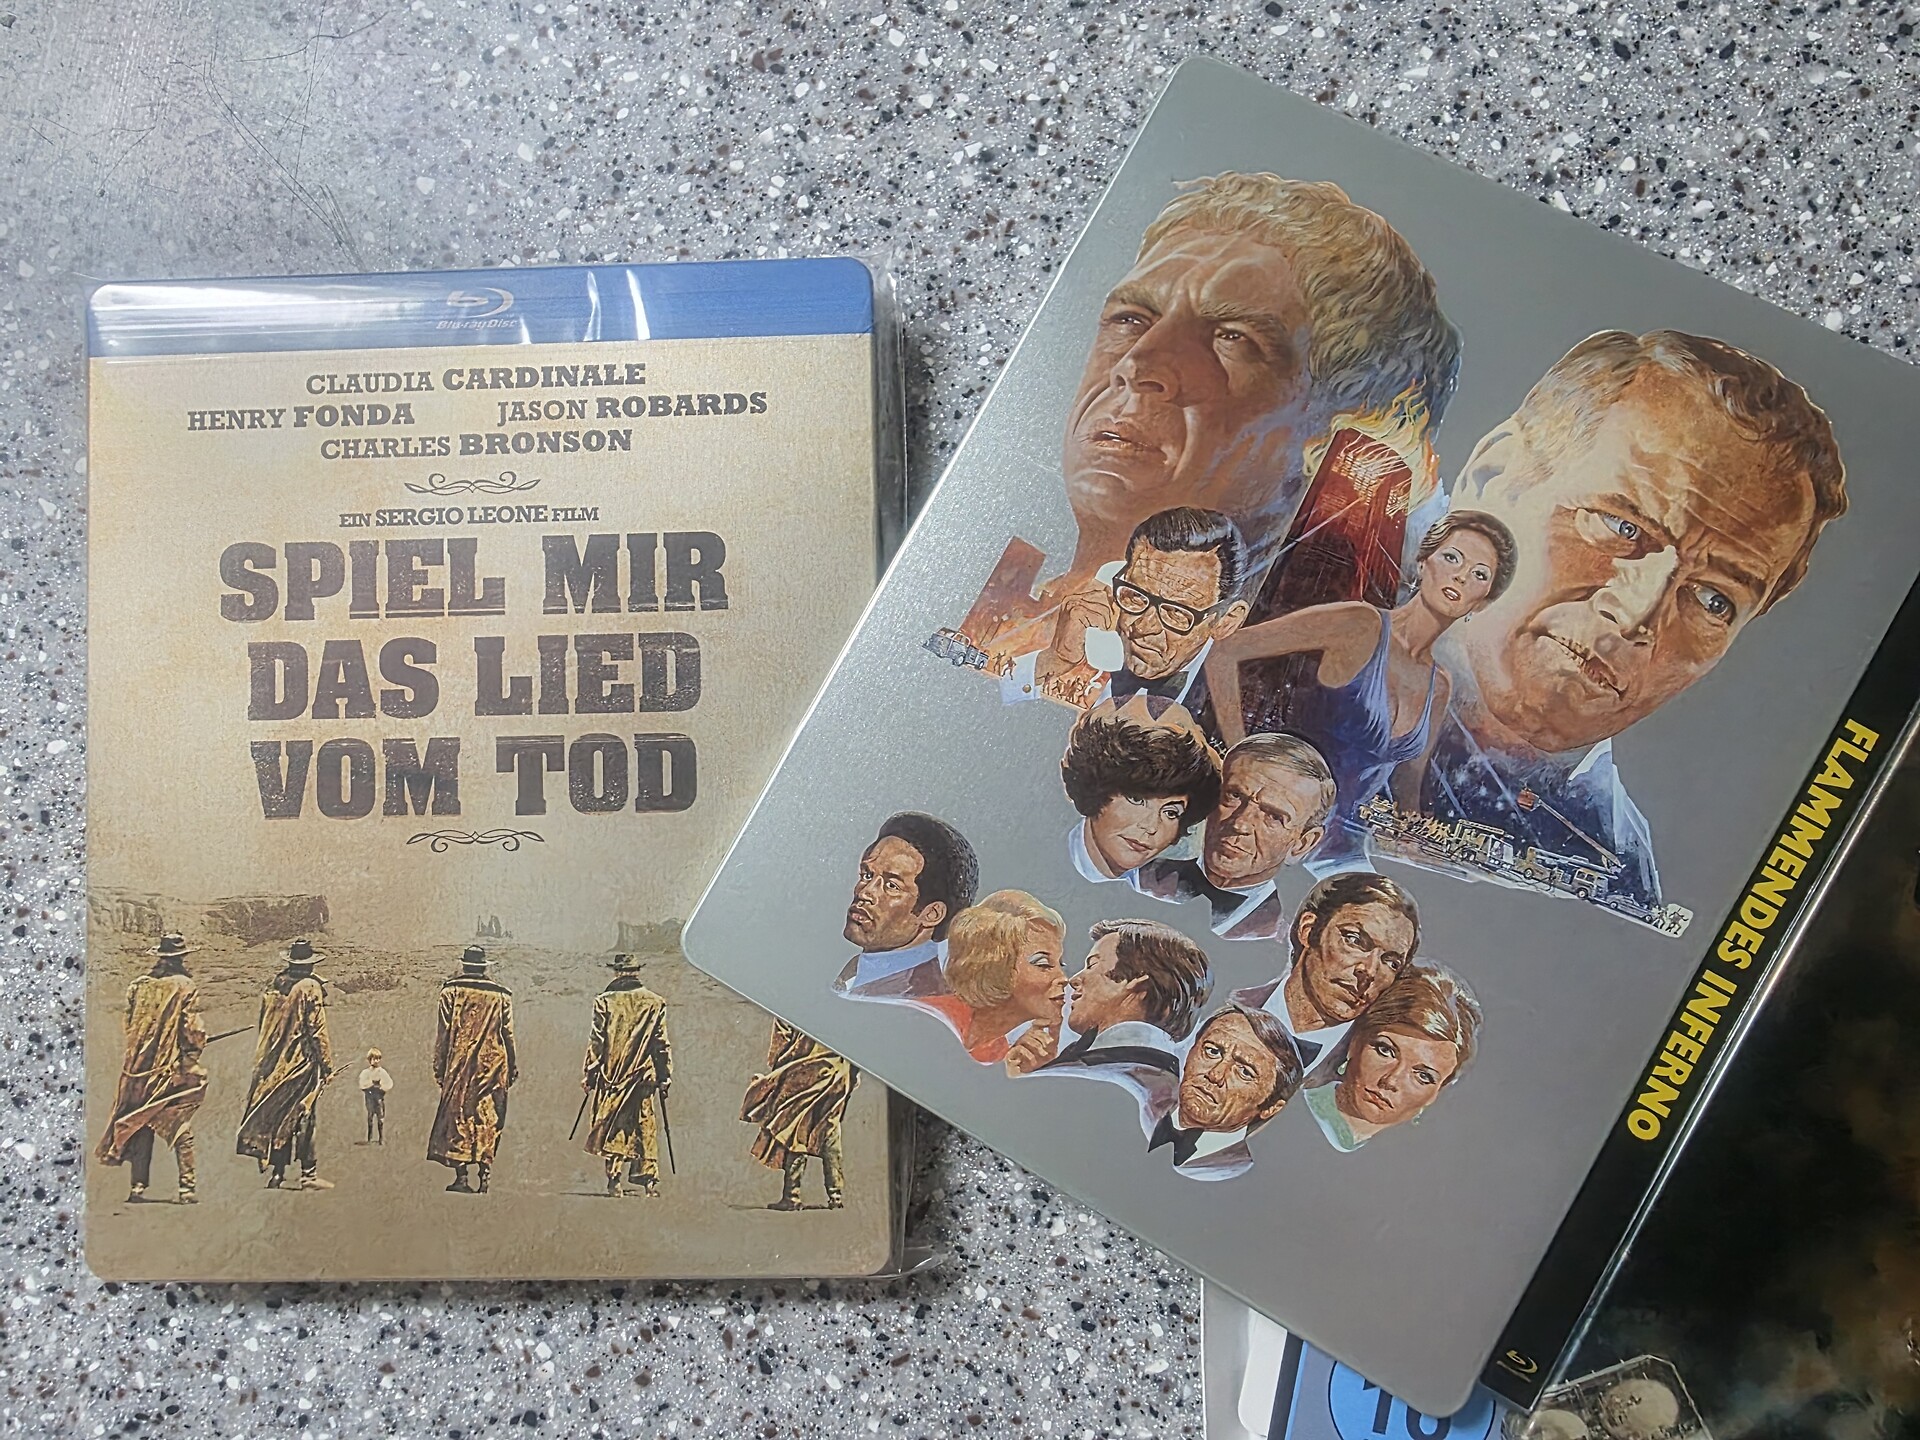 Blu-ray Disc
CLAUDIA CARDINALE
HENRY FONDA JASON ROBARDS
CHARLES BRONSON
EIN SERGIO LEONE FILM
SPIEL MIR
DAS LIED
VOM TOD
FLAMMENDES INFERNO
16